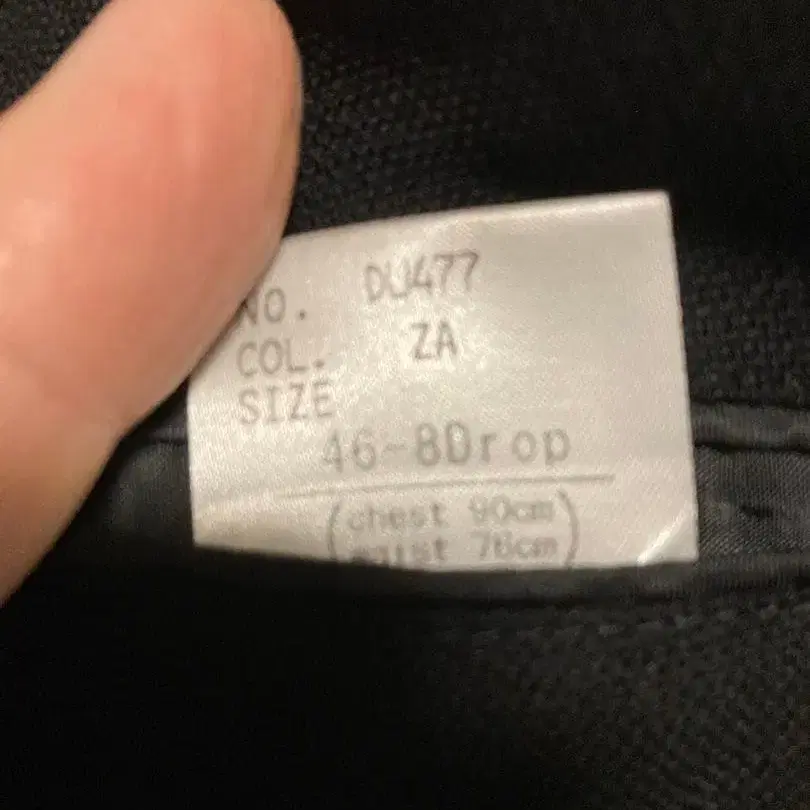 NO. DU477
COL. ZA
SIZE
46-8Drop
(chest 90cm)
waist 76cm